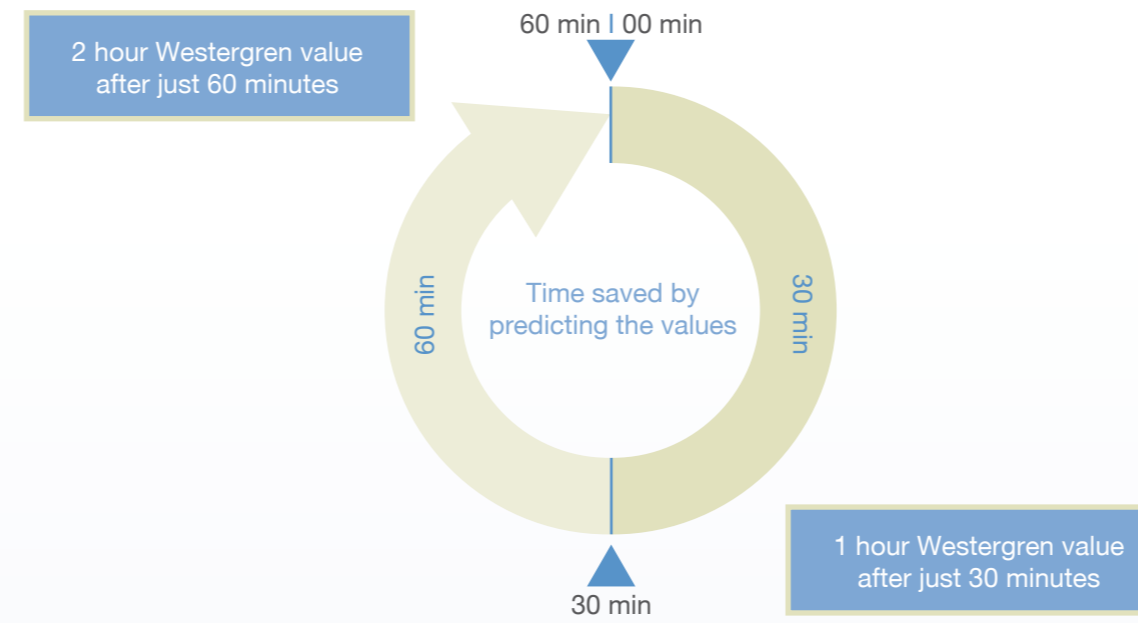 60 min I 00 min
2 hour Westergren value
after just 60 minutes
60 min
Time saved by
predicting the values
30 min
1 hour Westergren value
after just 30 minutes
30 min